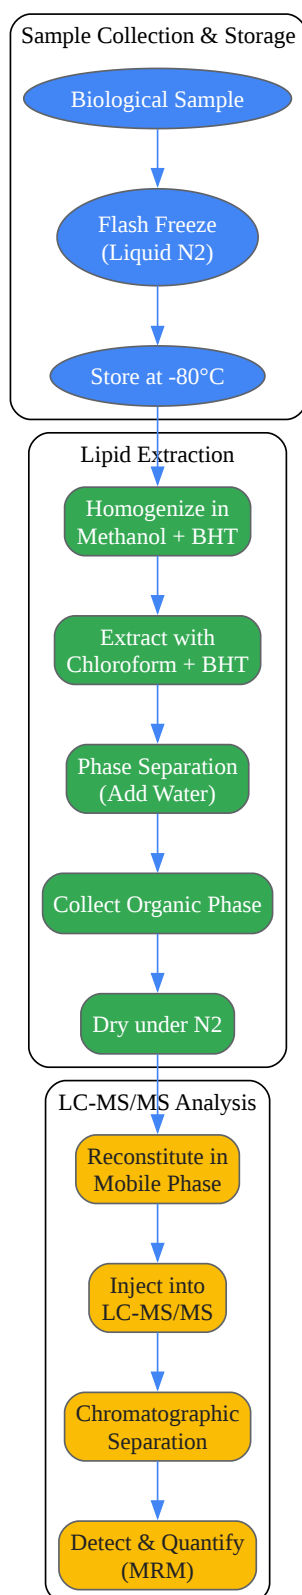 Sample Collection & Storage
Biological Sample
Flash Freeze
(Liquid N2)
Store at -80°C
Lipid Extraction
Homogenize in
Methanol + BHT
Extract with
Chloroform + BHT
Phase Separation
(Add Water)
Collect Organic Phase
Dry under N2
LC-MS/MS Analysis
Reconstitute in
Mobile Phase
Inject into
LC-MS/MS
Chromatographic
Separation
Detect & Quantify
(MRM)